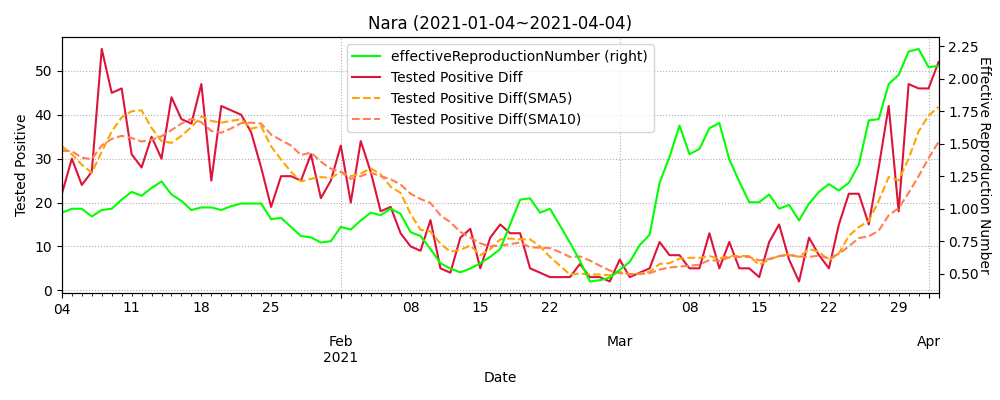 Nara (2021-01-04~2021-04-04)
effectiveReproductionNumber (right)
Tested Positive Diff
Tested Positive Diff(SMA5)
Tested Positive Diff(SMA10)
Tested Positive
50
40
30
20
10
0
2.25
2.00
1.75
1.50
1.25
1.00
0.75
0.50
Effective Reproduction Number
04 11 18 25 08 15 22 08 15 22 29
Feb Mar Apr
2021
Date